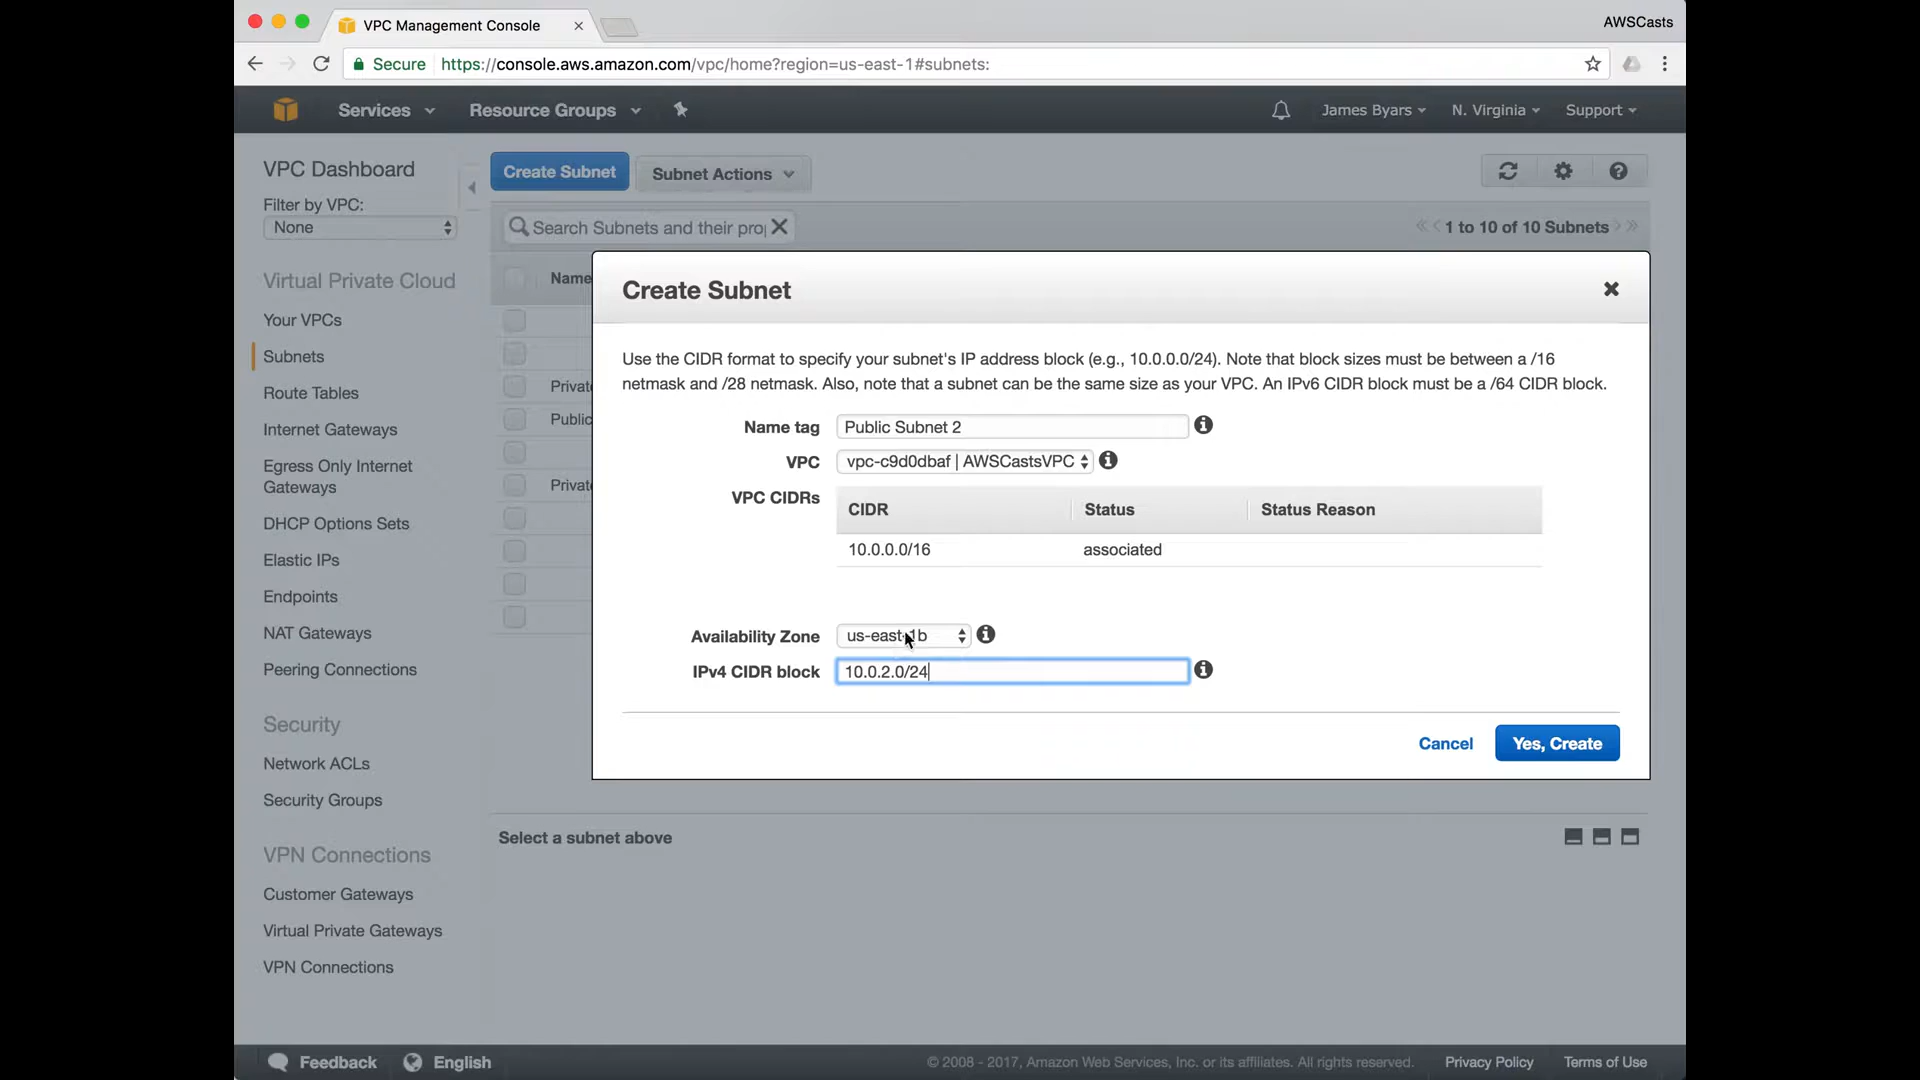 VPC Management Console
AWSCasts
Secure https://console.aws.amazon.com/vpc/home?region=us-east-1#subnets:
Services
Resource Groups
James Byars
N. Virginia
Support
VPC Dashboard
Filter by VPC:
None
Virtual Private Cloud
Your VPCs
Subnets
Route Tables
Internet Gateways
Egress Only Internet
Gateways
DHCP Options Sets
Elastic IPs
Endpoints
NAT Gateways
Peering Connections
Security
Network ACLs
Security Groups
VPN Connections
Customer Gateways
Virtual Private Gateways
VPN Connections
Create Subnet
Subnet Actions
Search Subnets and their proj
1 to 10 of 10 Subnets
Name
Private
Public
Private
Create Subnet
Use the CIDR format to specify your subnet's IP address block (e.g., 10.0.0.0/24). Note that block sizes must be between a /16
netmask and /28 netmask. Also, note that a subnet can be the same size as your VPC. An IPv6 CIDR block must be a /64 CIDR block.
Name tag Public Subnet 2
VPC vpc-c9d0dbaf | AWSCastsVPC
VPC CIDRs
CIDR Status Status Reason
10.0.0.0/16 associated
Availability Zone us-east-1b
IPv4 CIDR block 10.0.2.0/24
Cancel
Yes, Create
Select a subnet above
Feedback
English
© 2008 - 2017, Amazon Web Services, Inc. or its affiliates. All rights reserved.
Privacy Policy
Terms of Use